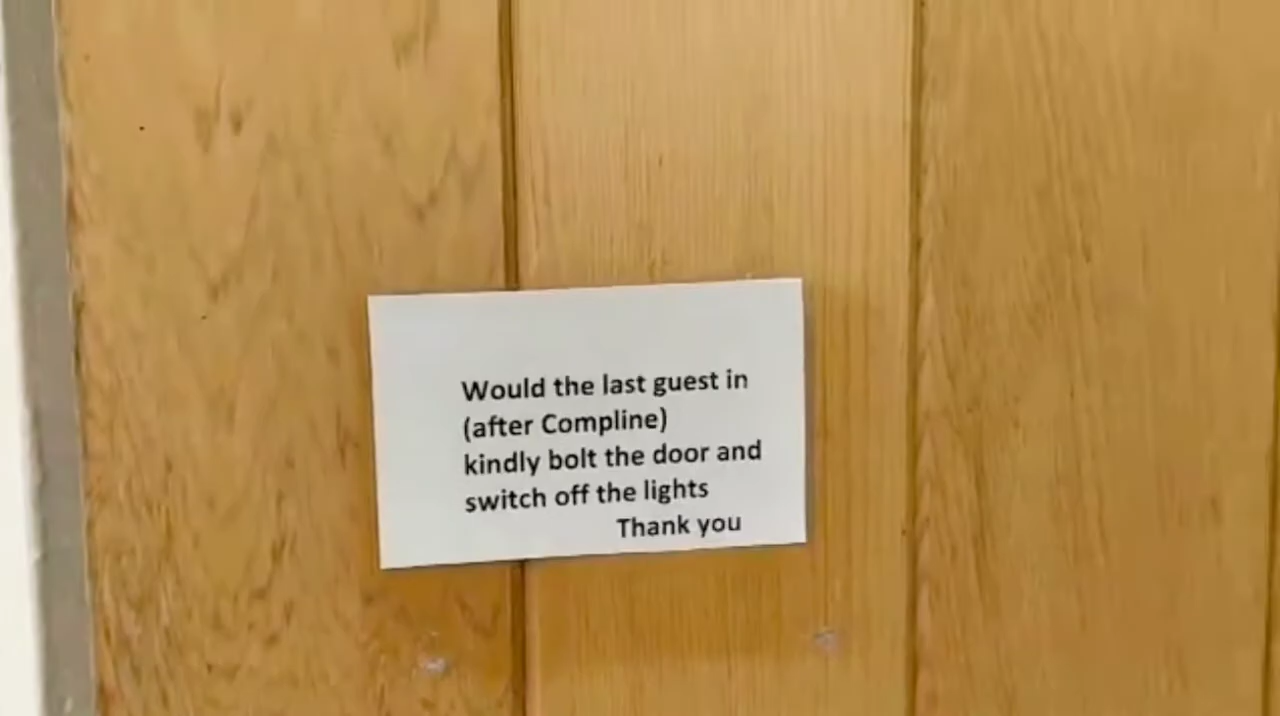 Would the last guest in
(after Compline)
kindly bolt the door and
switch off the lights
Thank you